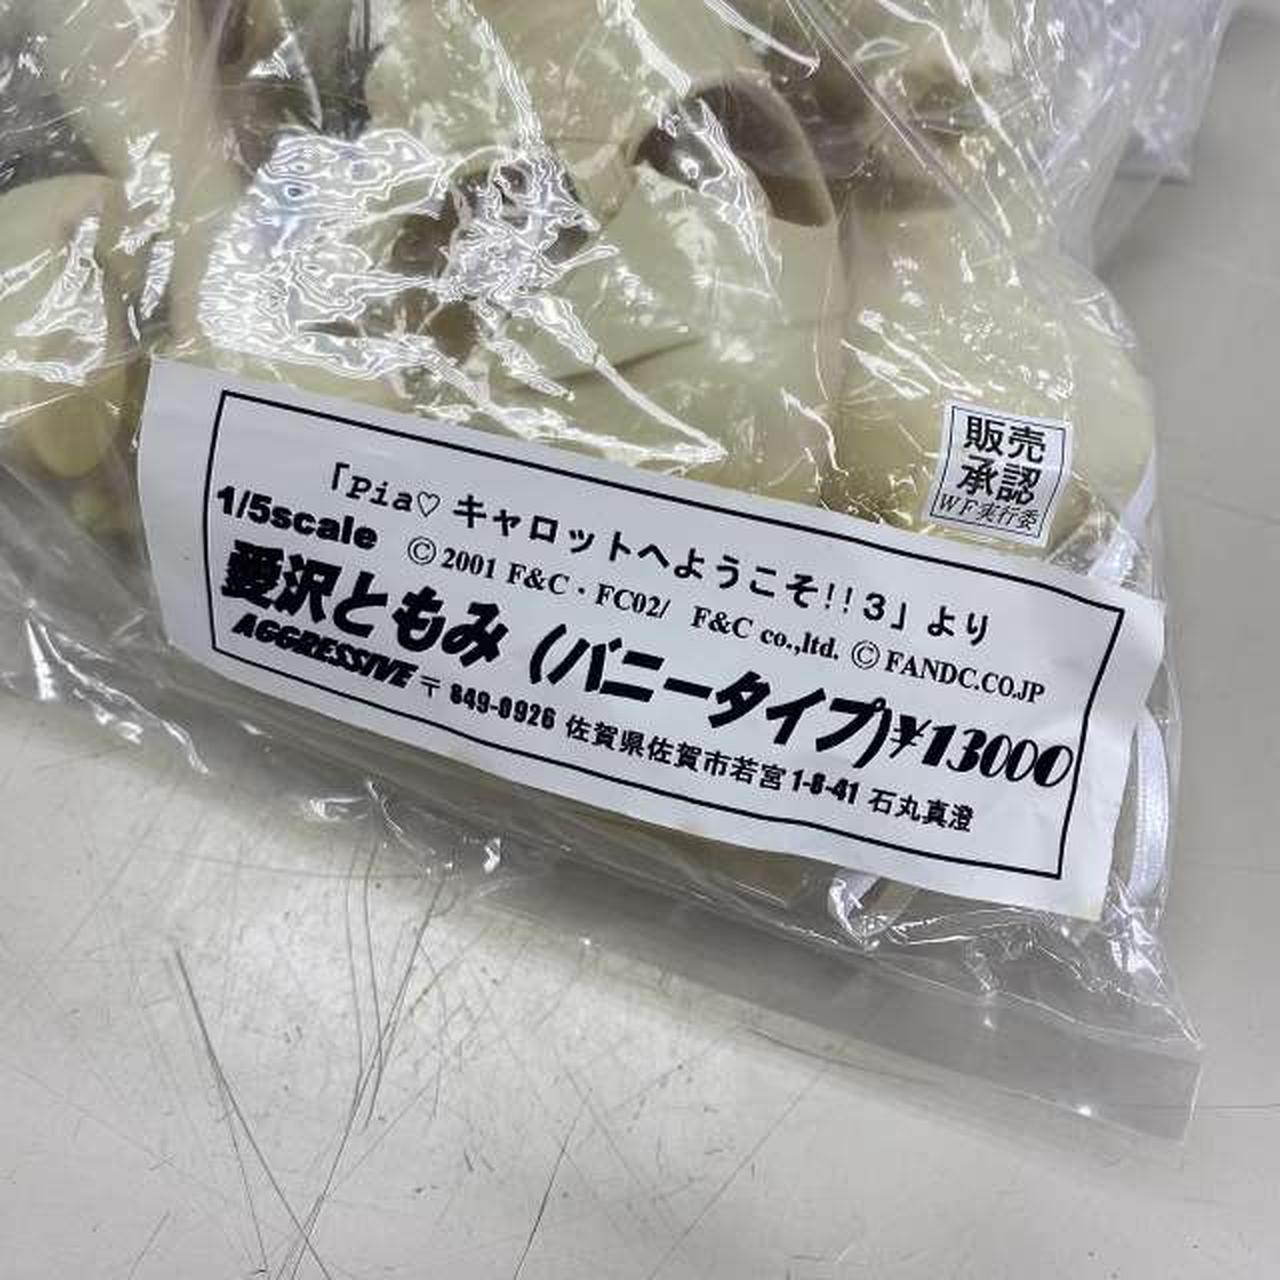 販売
承認
WF実行委
「Pia♡キャロットへようこそ!!3」より
1/5scale
© 2001 F&C・FC02/ F&C co.,ltd. © FANDC.CO.JP
愛沢ともみ (バニータイプ)¥13000
AGGRESSIVE 〒849-0926 佐賀県佐賀市若宮1-8-41 石丸真澄